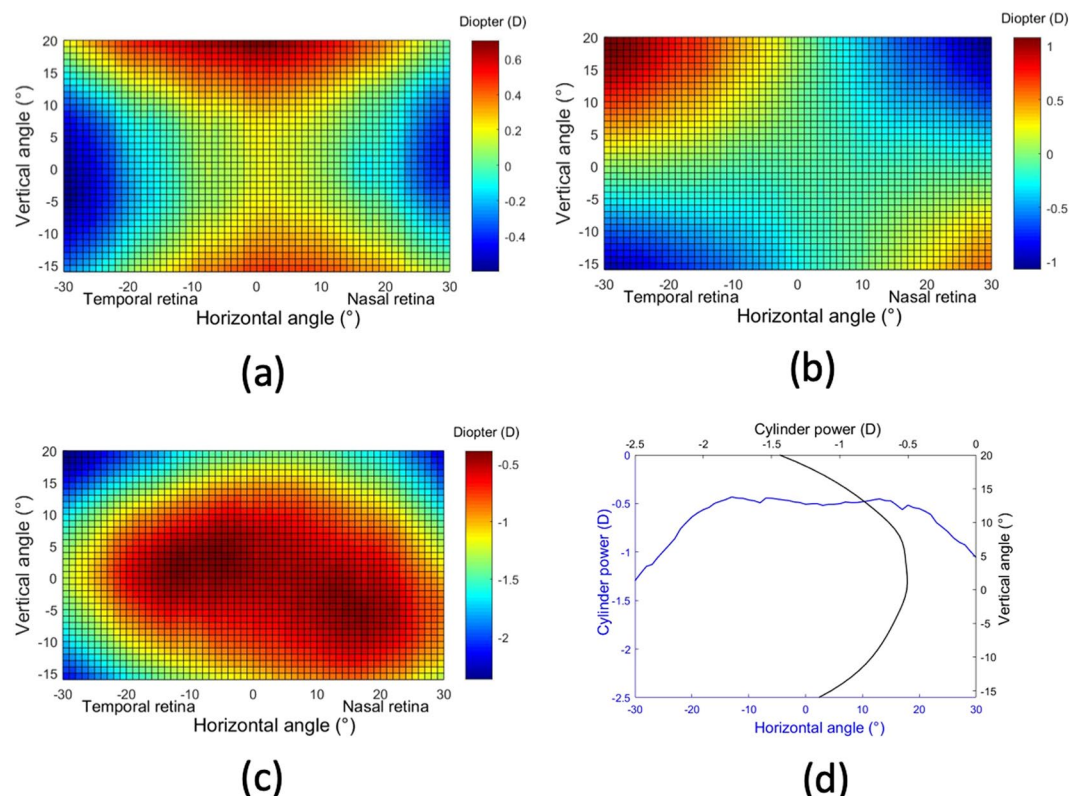 Diopter (D)
20
15
10
5
0
-5
-10
-15
Vertical angle (°)
0.6
0.4
0.2
0
-0.2
-0.4
-30 -20 -10 0 10 20 30
Temporal retina Nasal retina
Horizontal angle (°)
(a)
Diopter (D)
20
15
10
5
0
-5
-10
-15
Vertical angle (°)
1
0.5
0
-0.5
-1
-30 -20 -10 0 10 20 30
Temporal retina Nasal retina
Horizontal angle (°)
(b)
Diopter (D)
20
15
10
5
0
-5
-10
-15
Vertical angle (°)
-0.5
-1
-1.5
-2
-30 -20 -10 0 10 20 30
Temporal retina Nasal retina
Horizontal angle (°)
(c)
Cylinder power (D)
-2.5 -2 -1.5 -1 -0.5 0
0
-0.5
-1
-1.5
-2
-2.5
Cylinder power (D)
20
15
10
5
0
-5
-10
-15
Vertical angle (°)
-30 -20 -10 0 10 20 30
Horizontal angle (°)
(d)